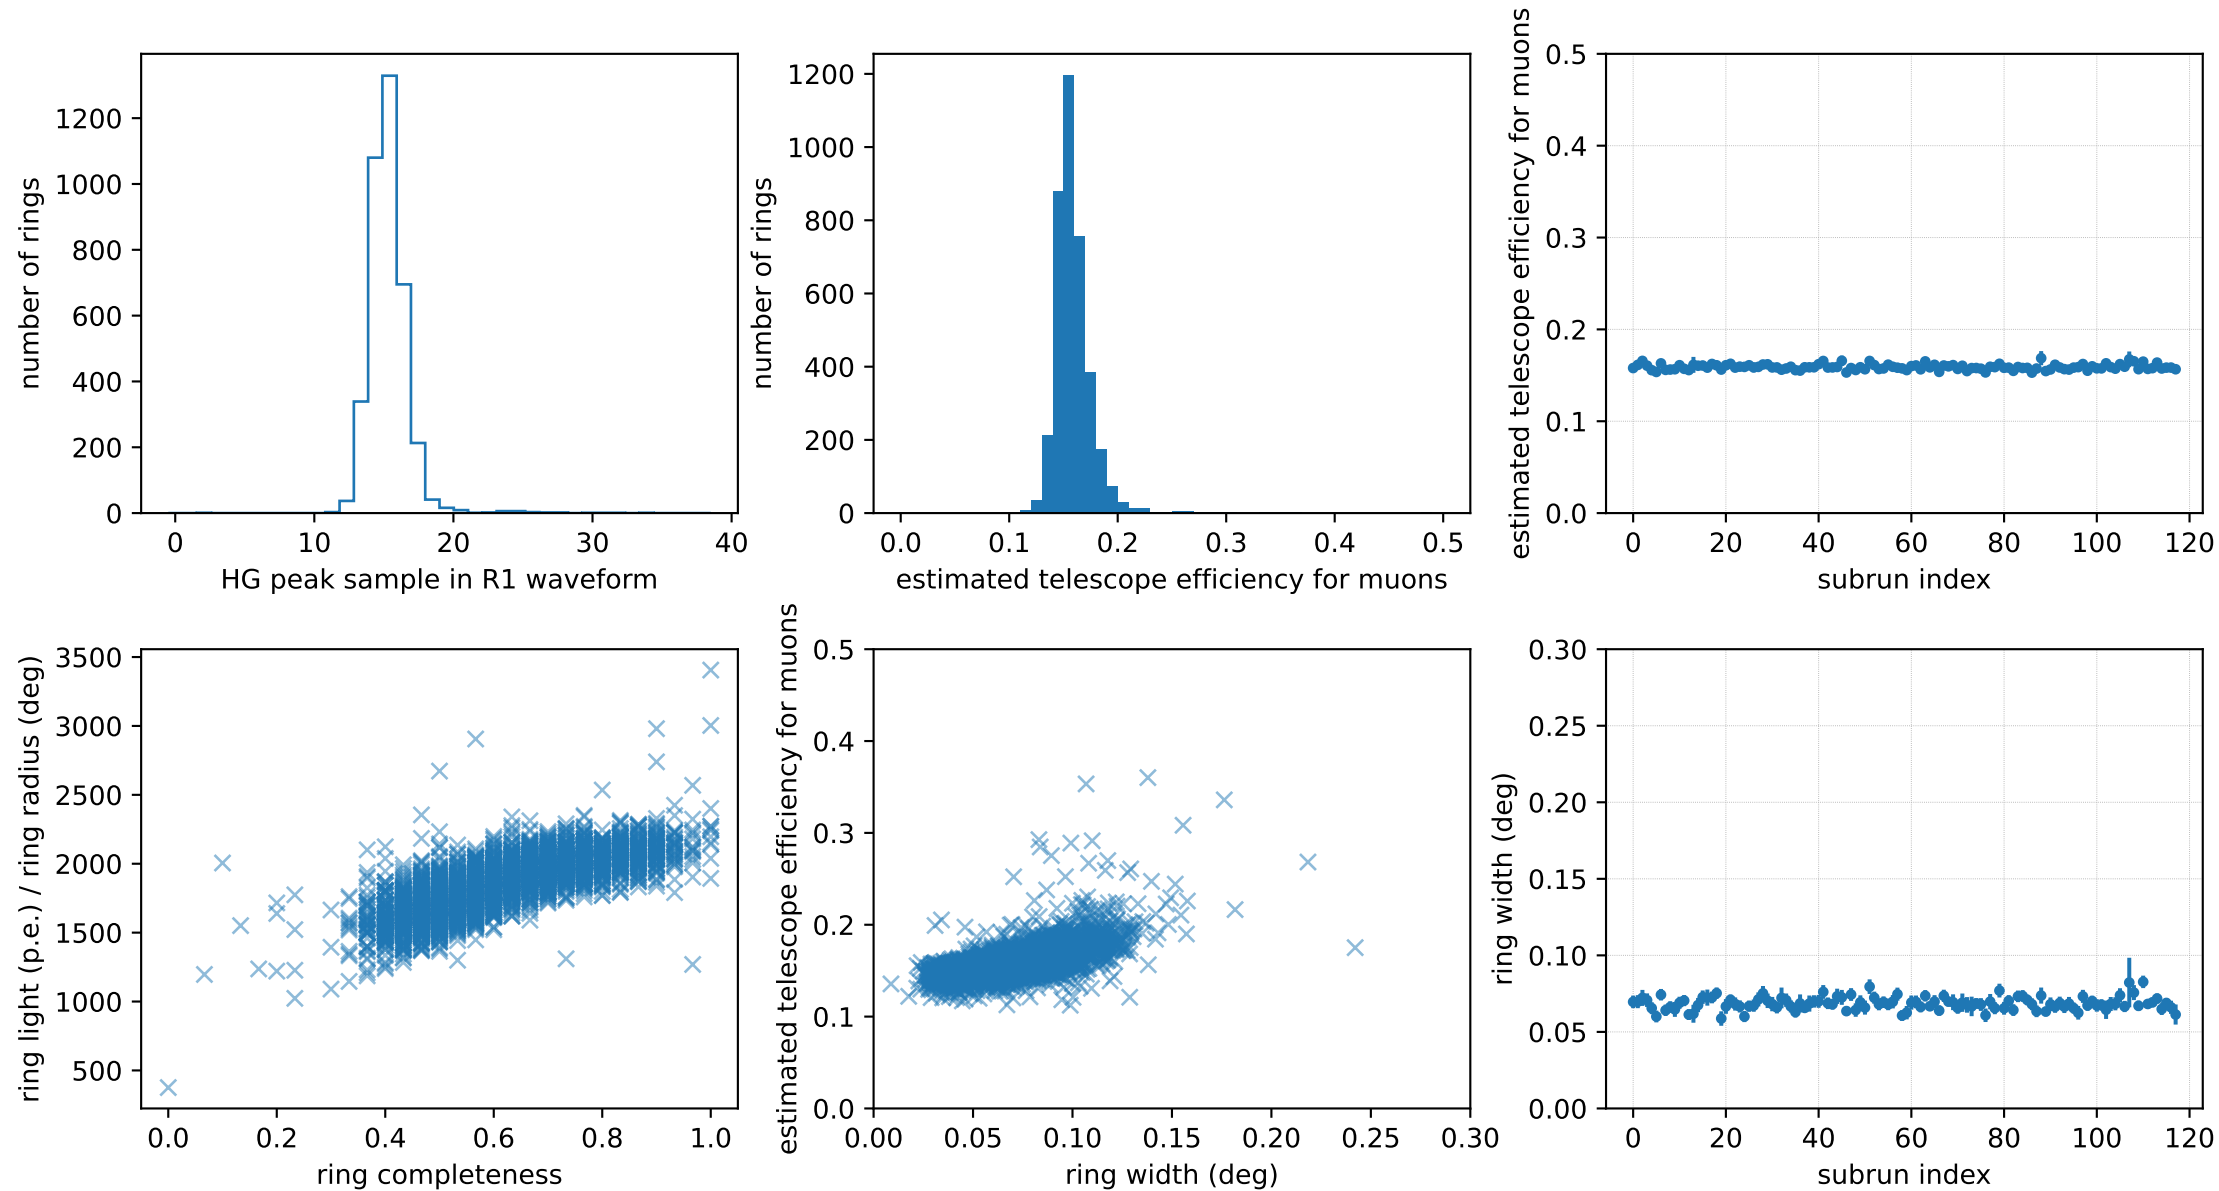 number of rings
1200
1000
800
600
400
200
0
0 10 20 30 40
HG peak sample in R1 waveform
number of rings
1200
1000
800
600
400
200
0
0.0 0.1 0.2 0.3 0.4 0.5
estimated telescope efficiency for muons
estimated telescope efficiency for muons
0.5
0.4
0.3
0.2
0.1
0.0
0 20 40 60 80 100 120
subrun index
ring light (p.e.) / ring radius (deg)
3500
3000
2500
2000
1500
1000
500
0.0 0.2 0.4 0.6 0.8 1.0
ring completeness
estimated telescope efficiency for muons
0.5
0.4
0.3
0.2
0.1
0.0
0.00 0.05 0.10 0.15 0.20 0.25 0.30
ring width (deg)
ring width (deg)
0.30
0.25
0.20
0.15
0.10
0.05
0.00
0 20 40 60 80 100 120
subrun index